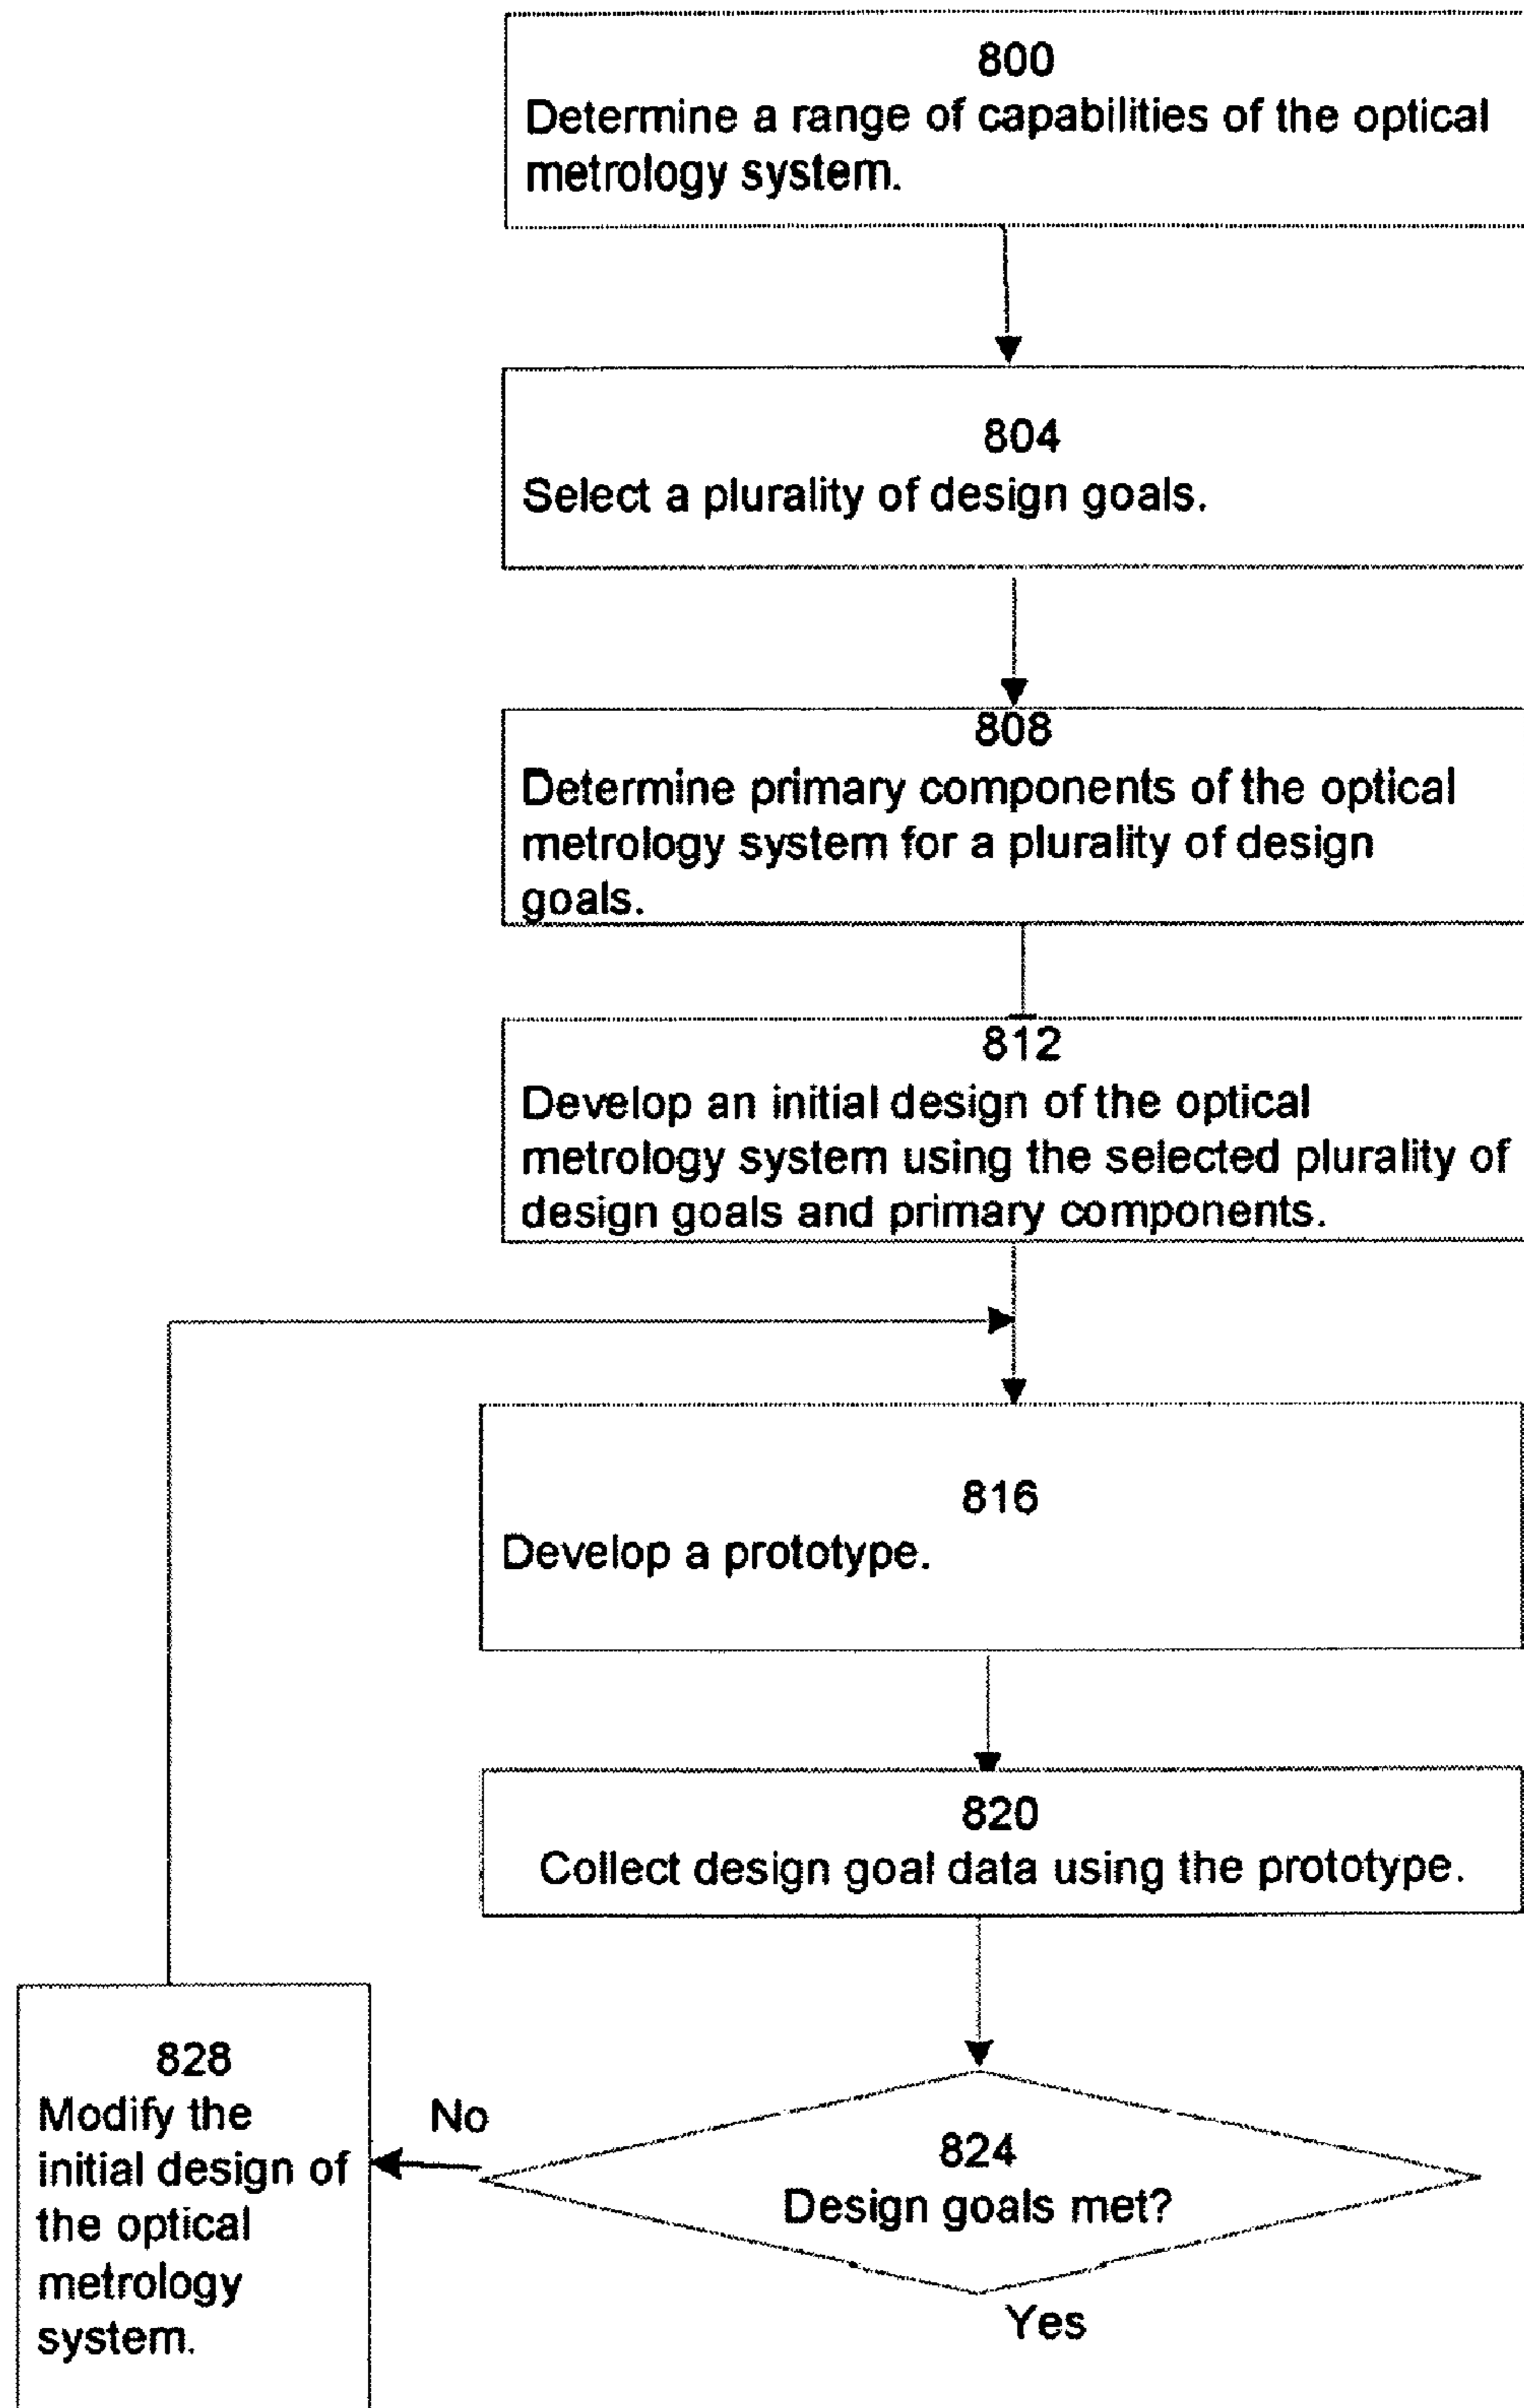 800
Determine a range of capabilities of the optical
metrology system.
804
Select a plurality of design goals.
808
Determine primary components of the optical
metrology system for a plurality of design
goals.
812
Develop an initial design of the optical
metrology system using the selected plurality of
design goals and primary components.
816
Develop a prototype.
820
Collect design goal data using the prototype.
824
Design goals met?
No
Yes
828
Modify the
initial design of
the optical
metrology
system.